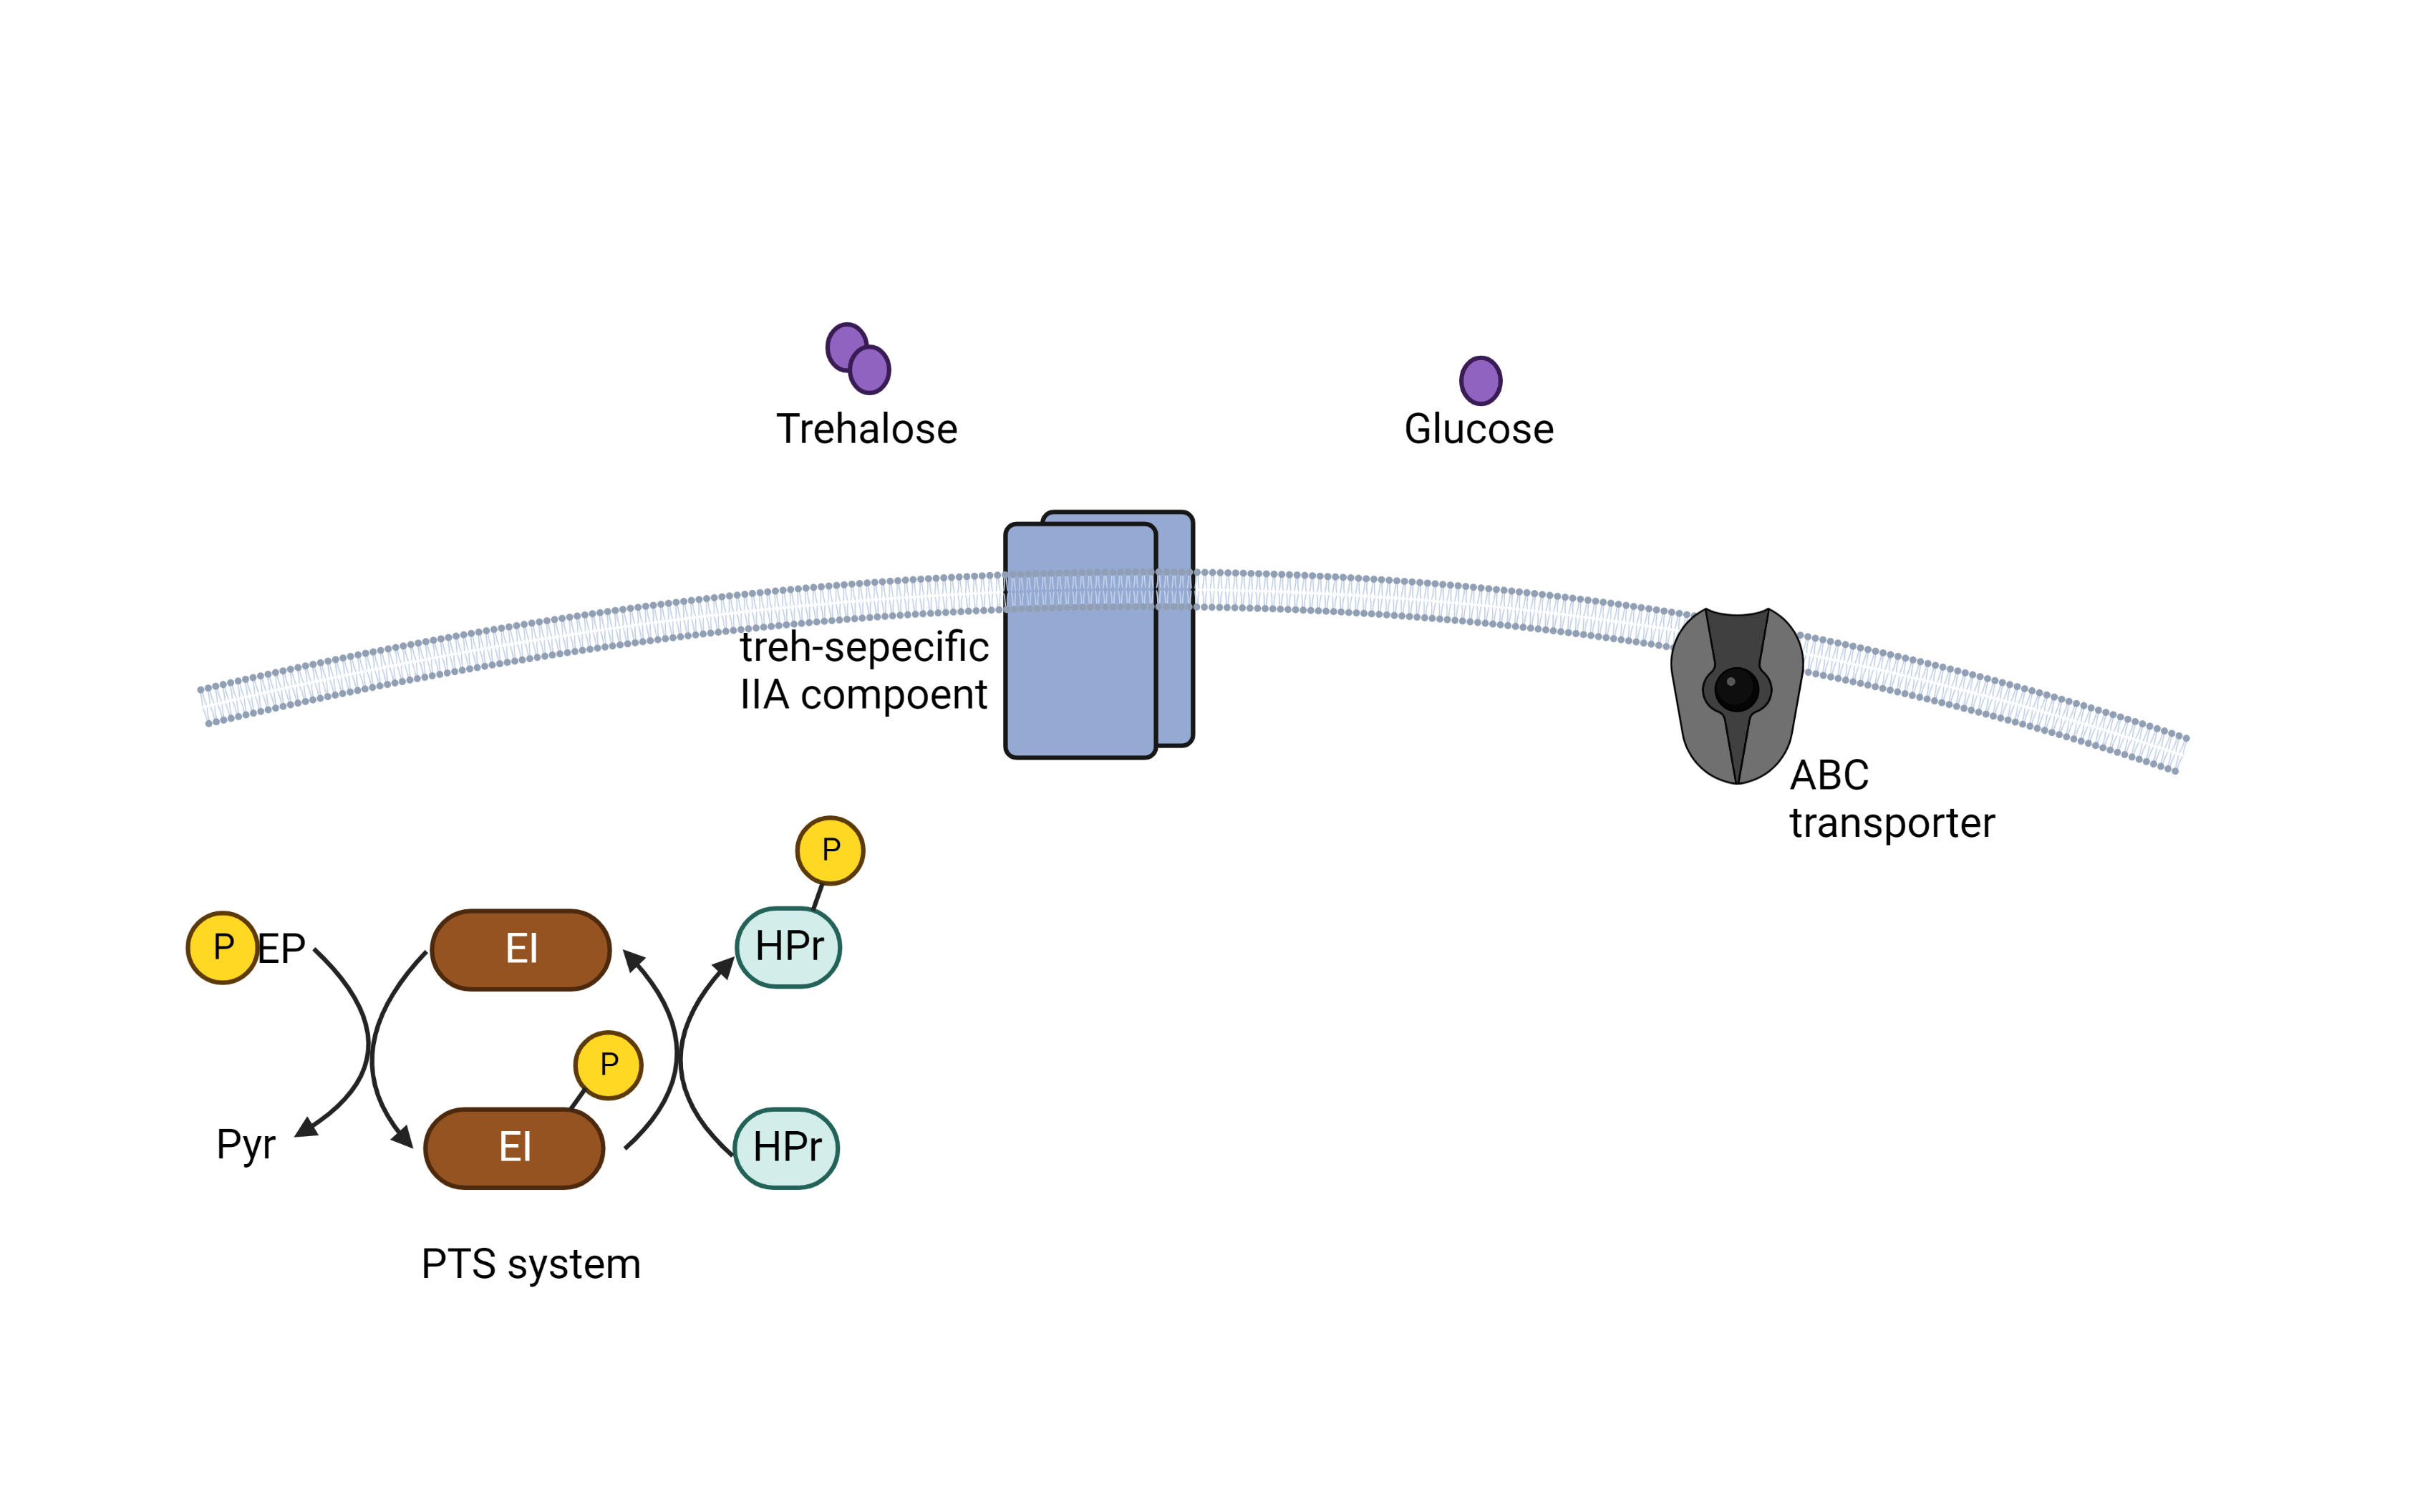 Trehalose
Glucose
treh-sepecific
IIA compoent
ABC
transporter
P
P EP
EI
HPr
P
Pyr
EI
HPr
PTS system